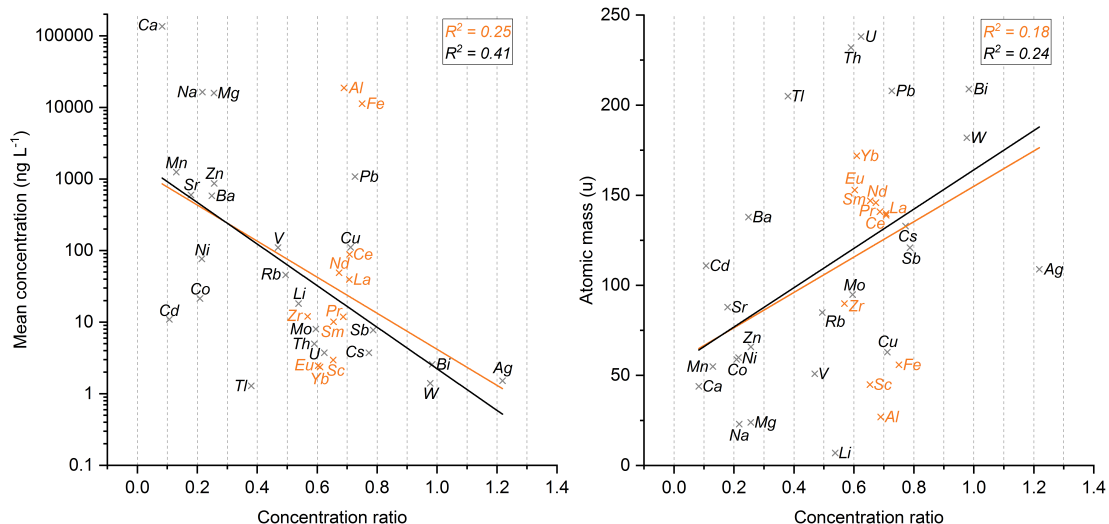 R² = 0.25
R² = 0.41
100000
10000
1000
100
10
1
0.1
Mean concentration (ng L⁻¹)
Ca
Na Mg
Al
Fe
Mn
Sr
Zn
Ba
Pb
V
Cu
Ni
Ce
Nd
La
Rb
Co
Li
Cd
Zr
Pr
Sm
Mo
Sb
Th
U
Cs
Eu
Sc
Yb
Bi
Tl
W
Ag
0.0 0.2 0.4 0.6 0.8 1.0 1.2 1.4
Concentration ratio
R² = 0.18
R² = 0.24
250
200
150
100
50
0
Atomic mass (u)
U
Th
Tl
Pb
Bi
W
Yb
Eu
Sm
Nd
Pr
La
Ce
Ba
Cs
Sb
Cd
Ag
Mo
Sr
Zr
Rb
Zn
Ni
Co
Cu
Mn
Fe
V
Ca
Sc
Na
Mg
Al
Li
0.0 0.2 0.4 0.6 0.8 1.0 1.2 1.4
Concentration ratio